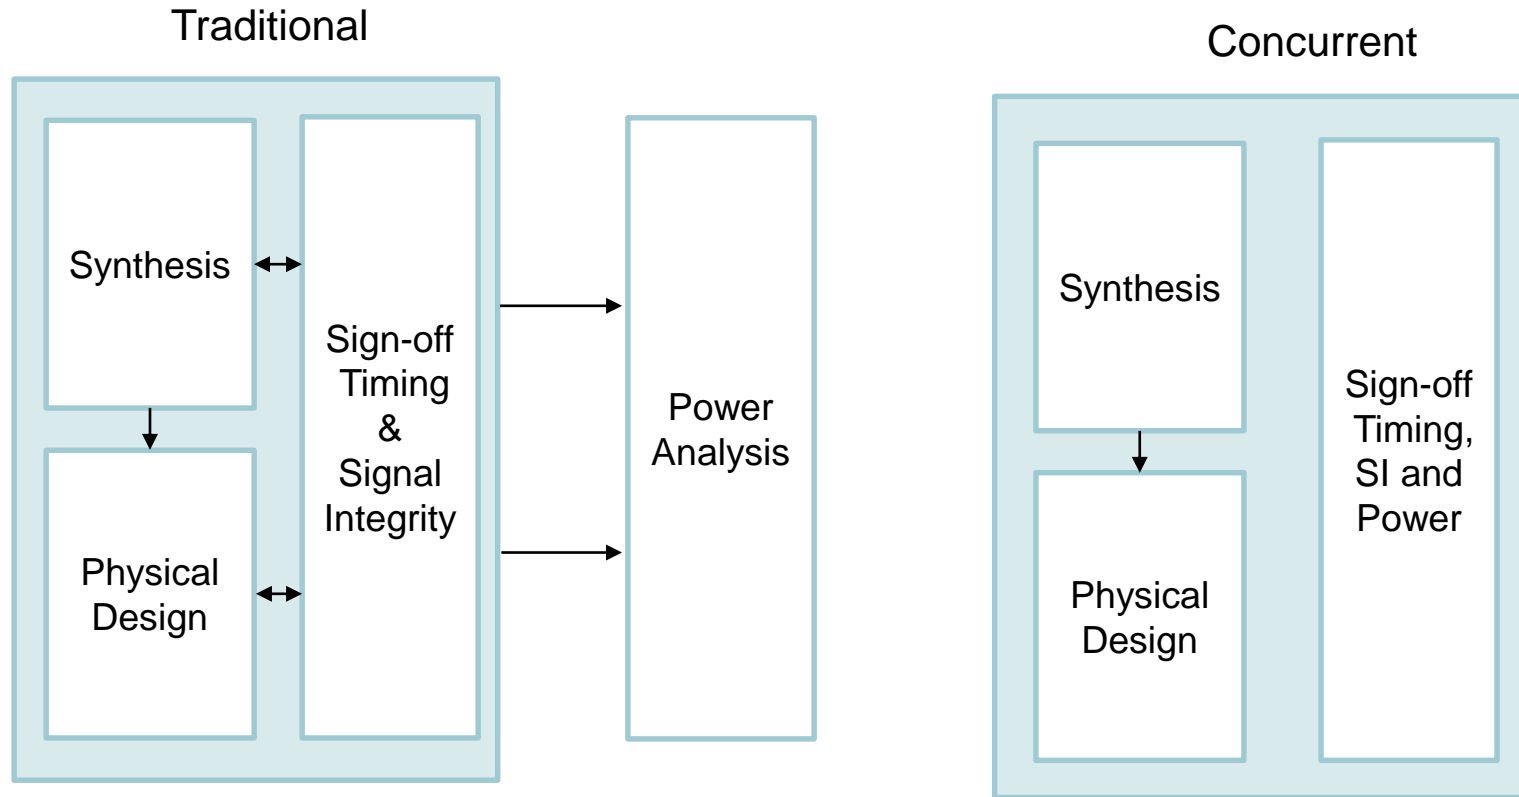 Traditional
Synthesis
Physical
Design
Sign-off
Timing
&
Signal
Integrity
Power
Analysis
Concurrent
Synthesis
Physical
Design
Sign-off
Timing,
SI and
Power